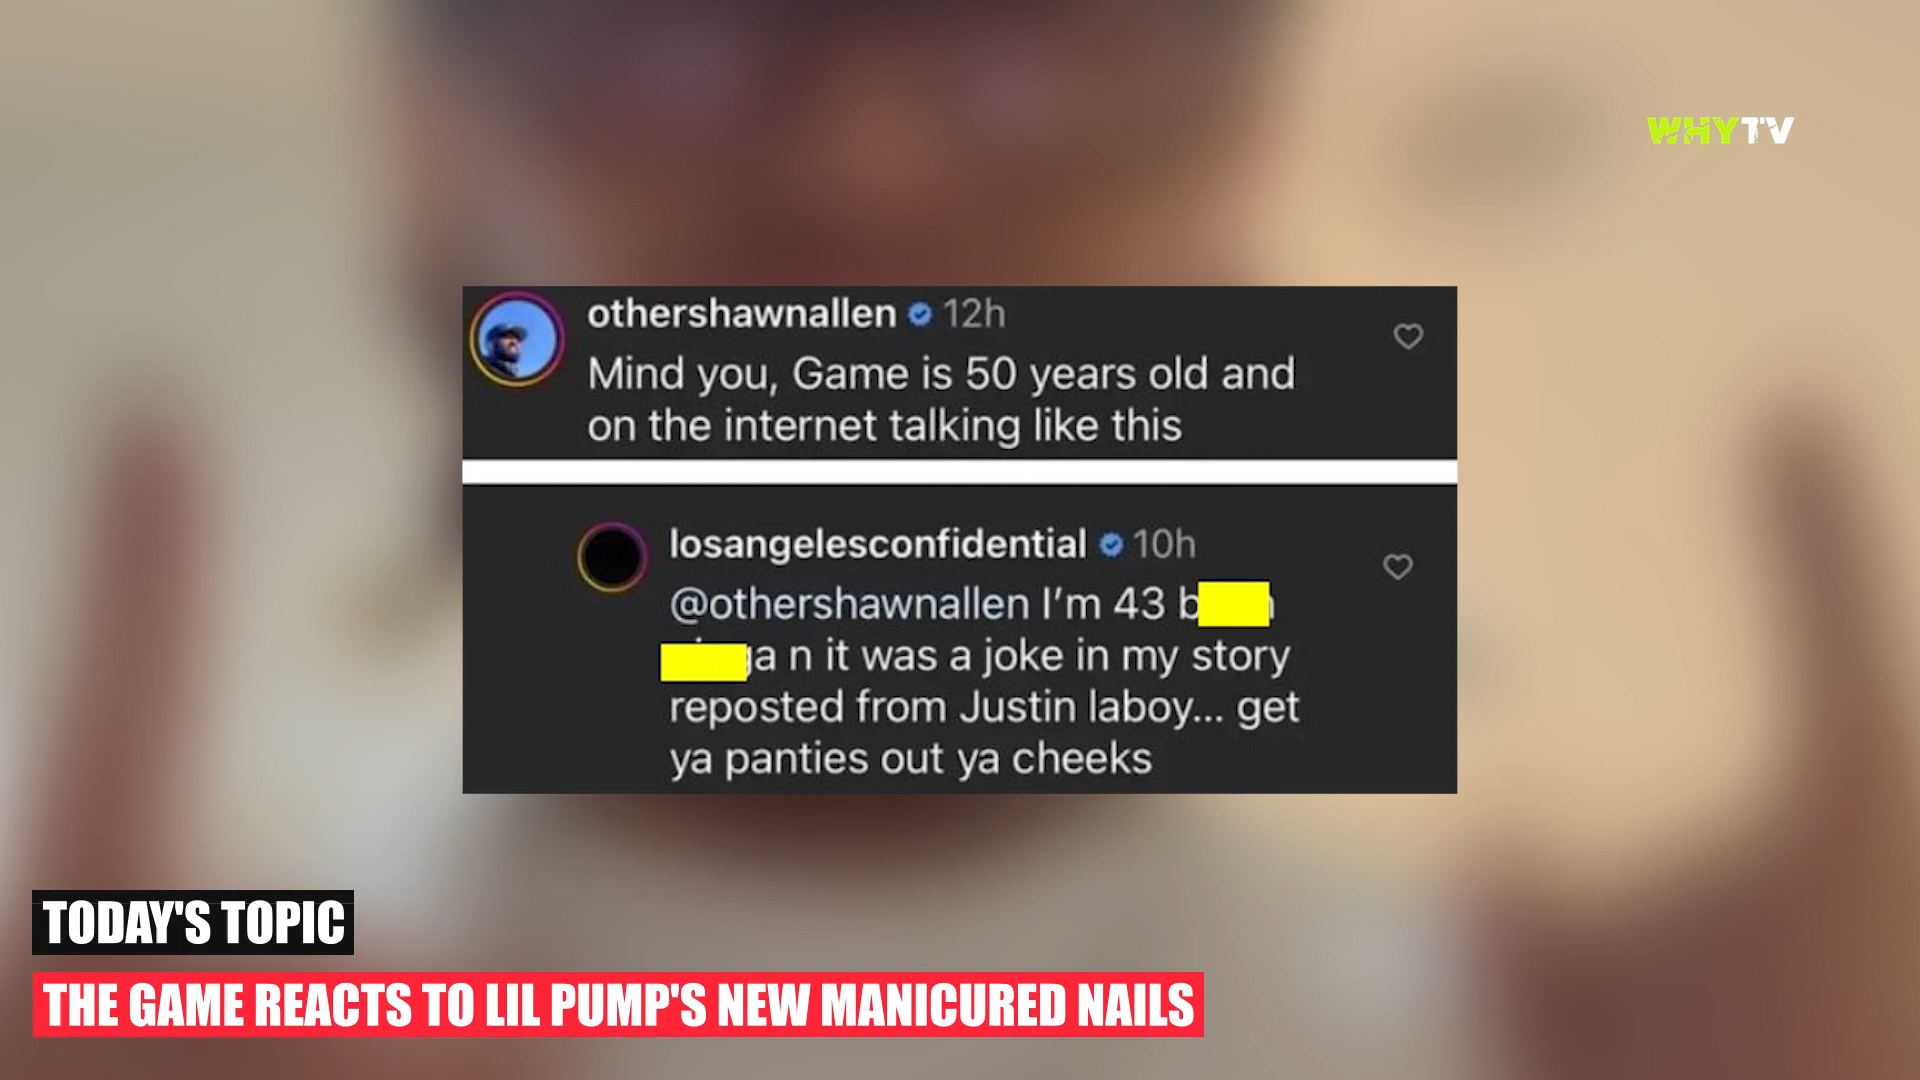 WHYTV
othershawnallen 12h
Mind you, Game is 50 years old and
on the internet talking like this
losangelesconfidential 10h
@othershawnallen I'm 43
n it was a joke in my story
reposted from Justin laboy... get
ya panties out ya cheeks
TODAY'S TOPIC
THE GAME REACTS TO LIL PUMP'S NEW MANICURED NAILS